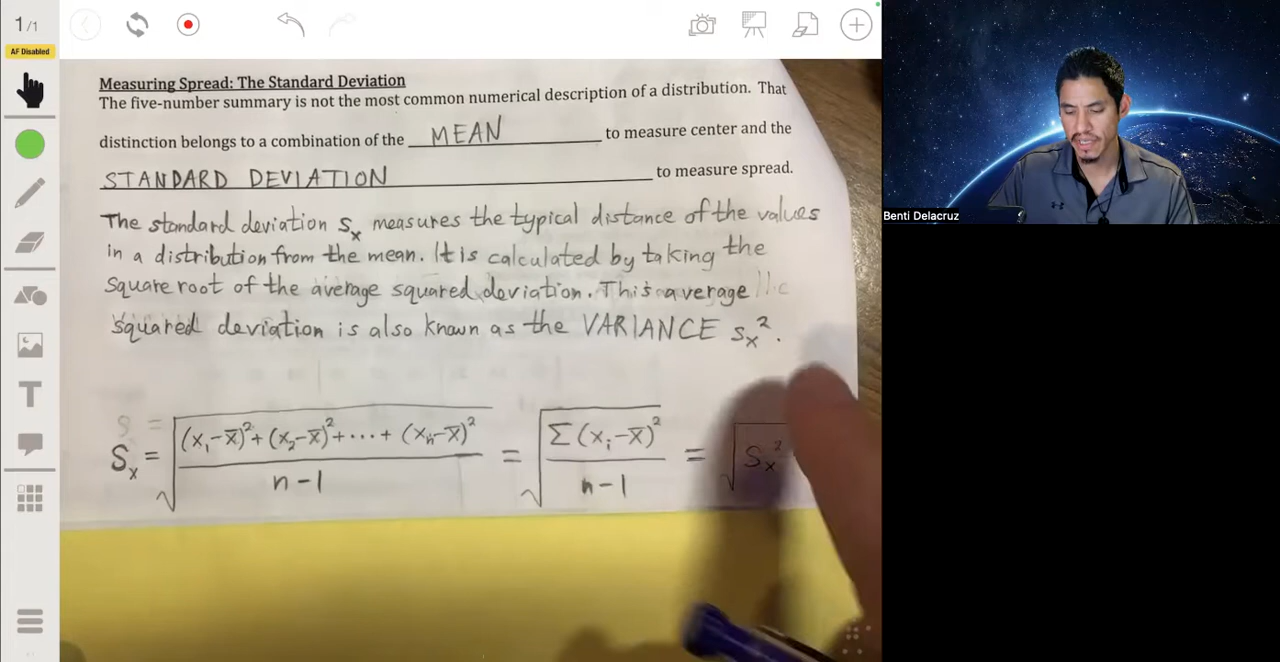 1/1
AF Disabled
Measuring Spread: The Standard Deviation
The five-number summary is not the most common numerical description of a distribution. That
distinction belongs to a combination of the MEAN to measure center and the
STANDARD DEVIATION to measure spread.
The standard deviation Sₓ measures the typical distance of the values
in a distribution from the mean. It is calculated by taking the
square root of the average squared deviation. This average
squared deviation is also known as the VARIANCE Sₓ².
Sₓ = √((x₁-x̄)²+(x₂-x̄)²+···+(xₙ-x̄)² / n-1) = √(Σ(xᵢ-x̄)² / n-1) = √Sₓ²
T
Benti Delacruz